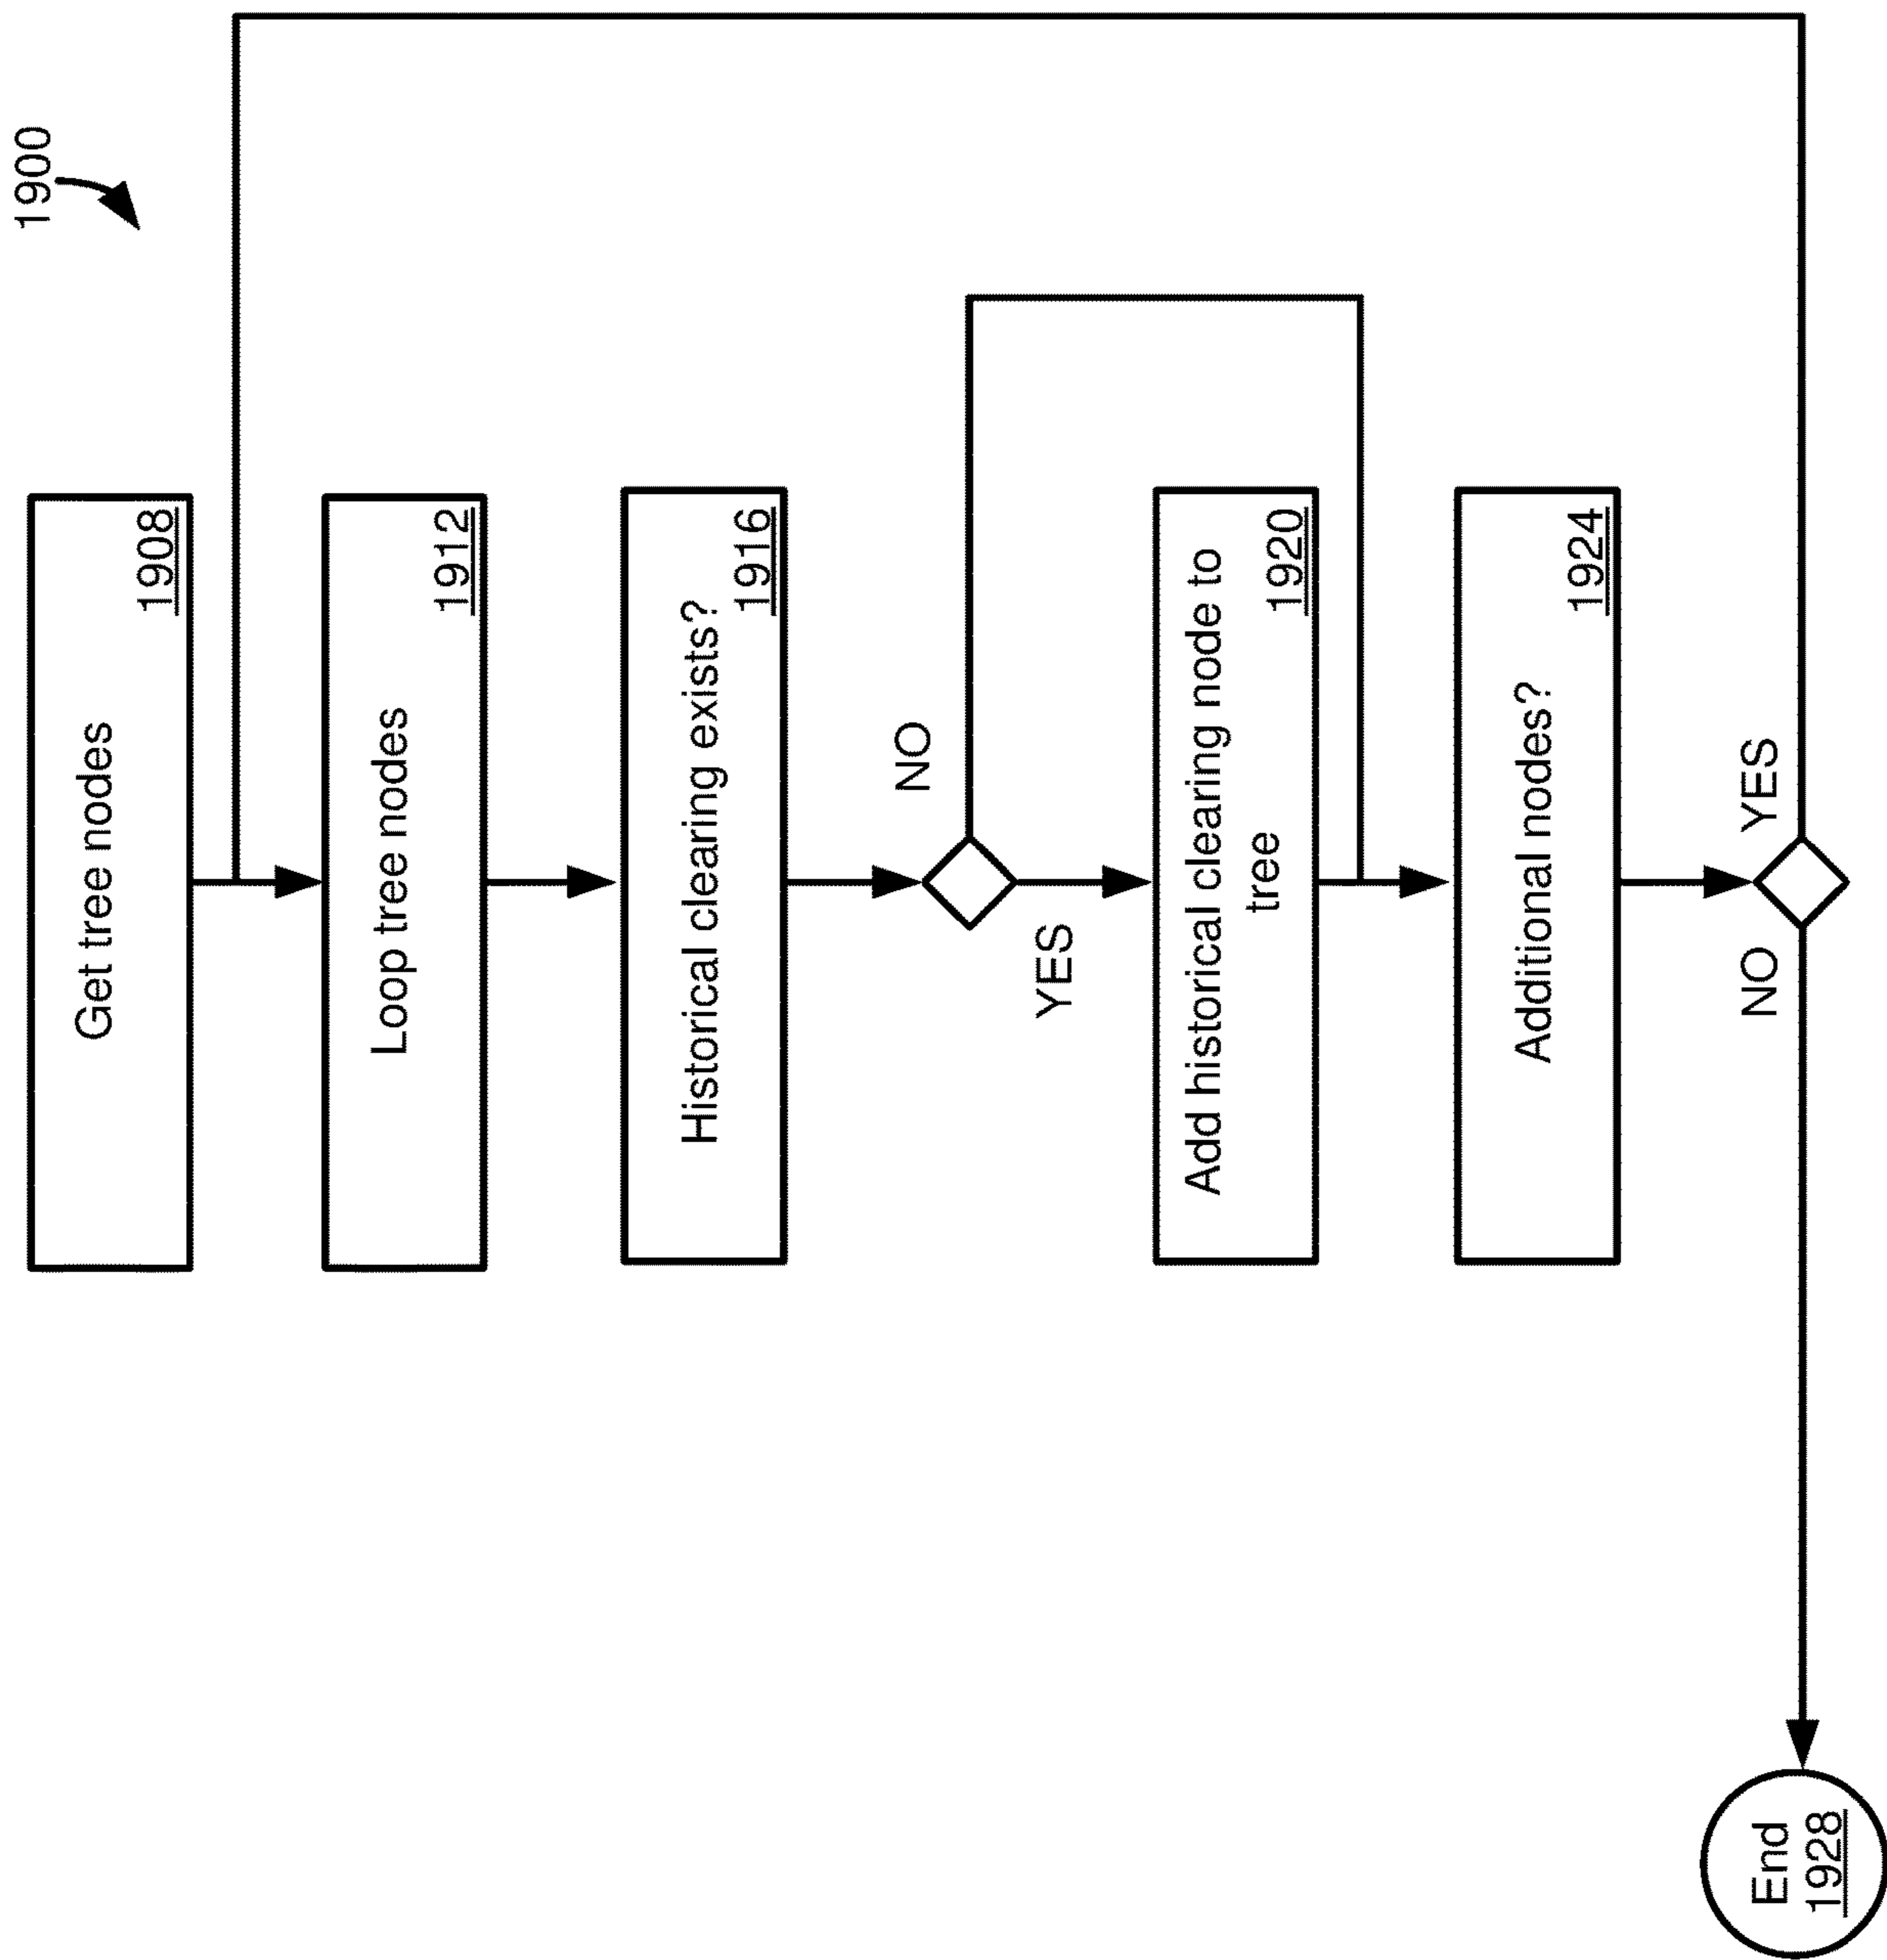 1900
Get tree nodes
1908
Loop tree nodes
1912
Historical clearing exists?
1916
NO
YES
Add historical clearing node to
tree
1920
Additional nodes?
1924
NO
YES
End
1928